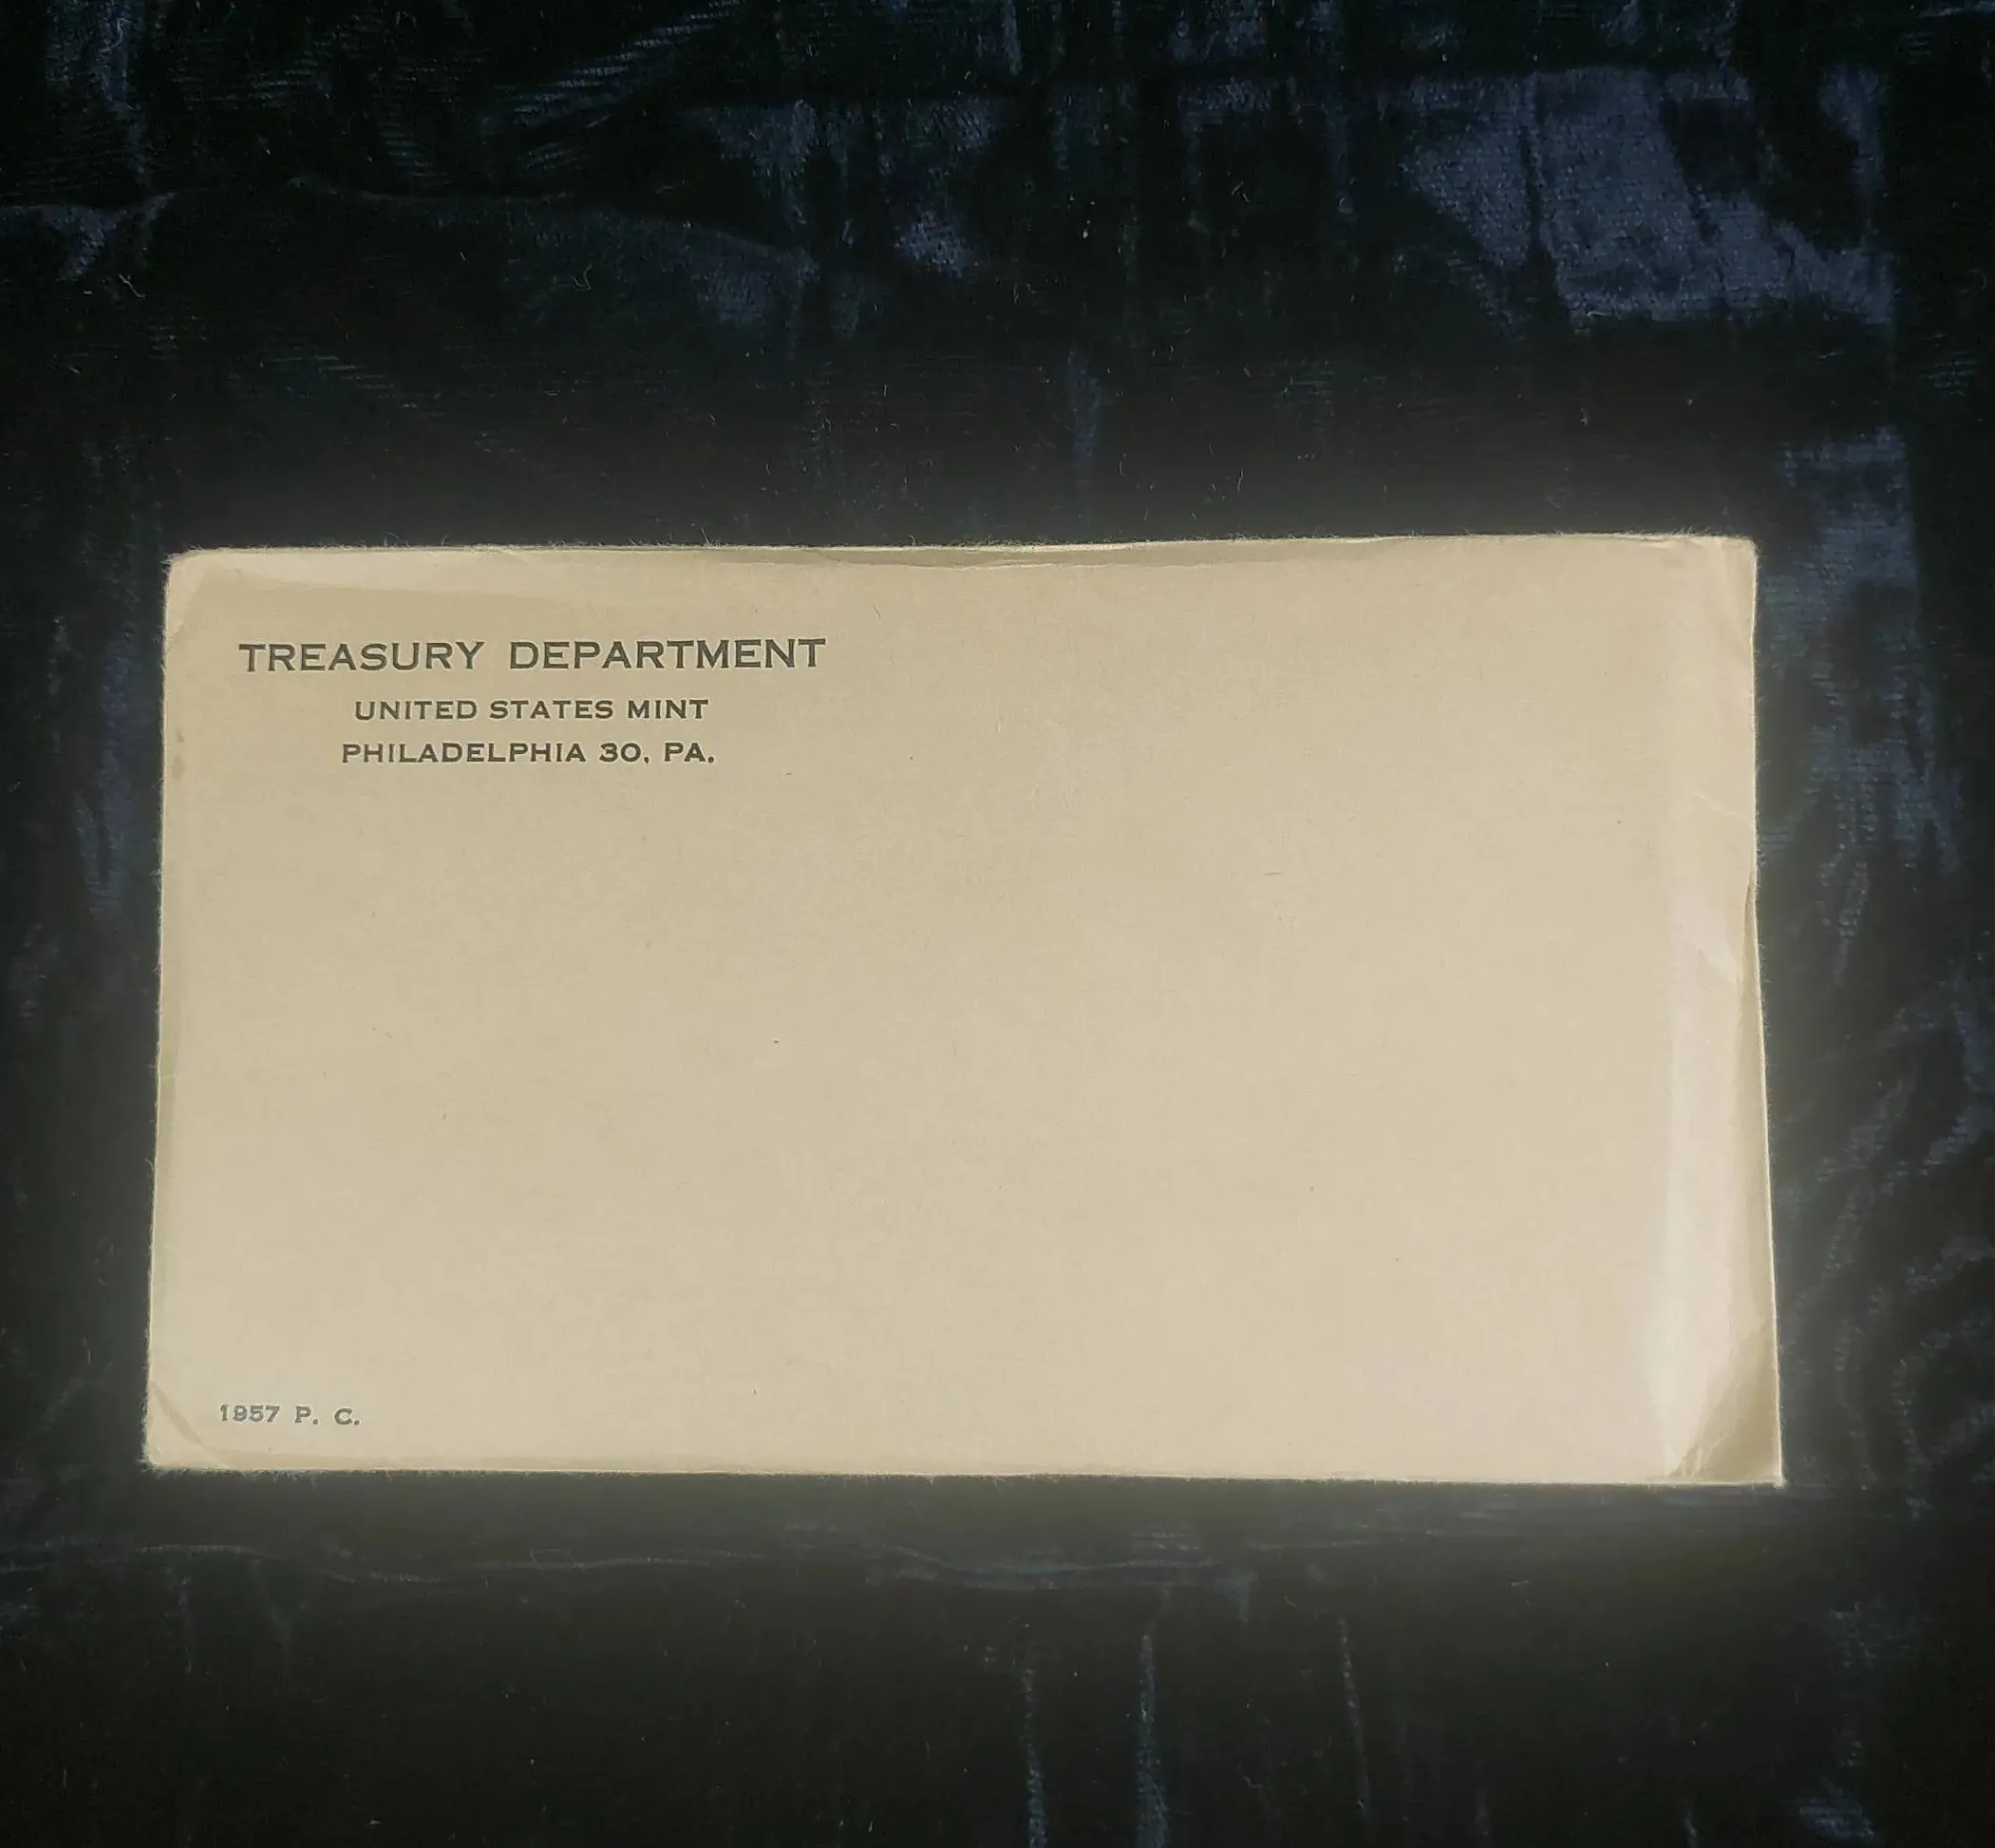 TREASURY DEPARTMENT
UNITED STATES MINT
PHILADELPHIA 30, PA.
1957 P. C.